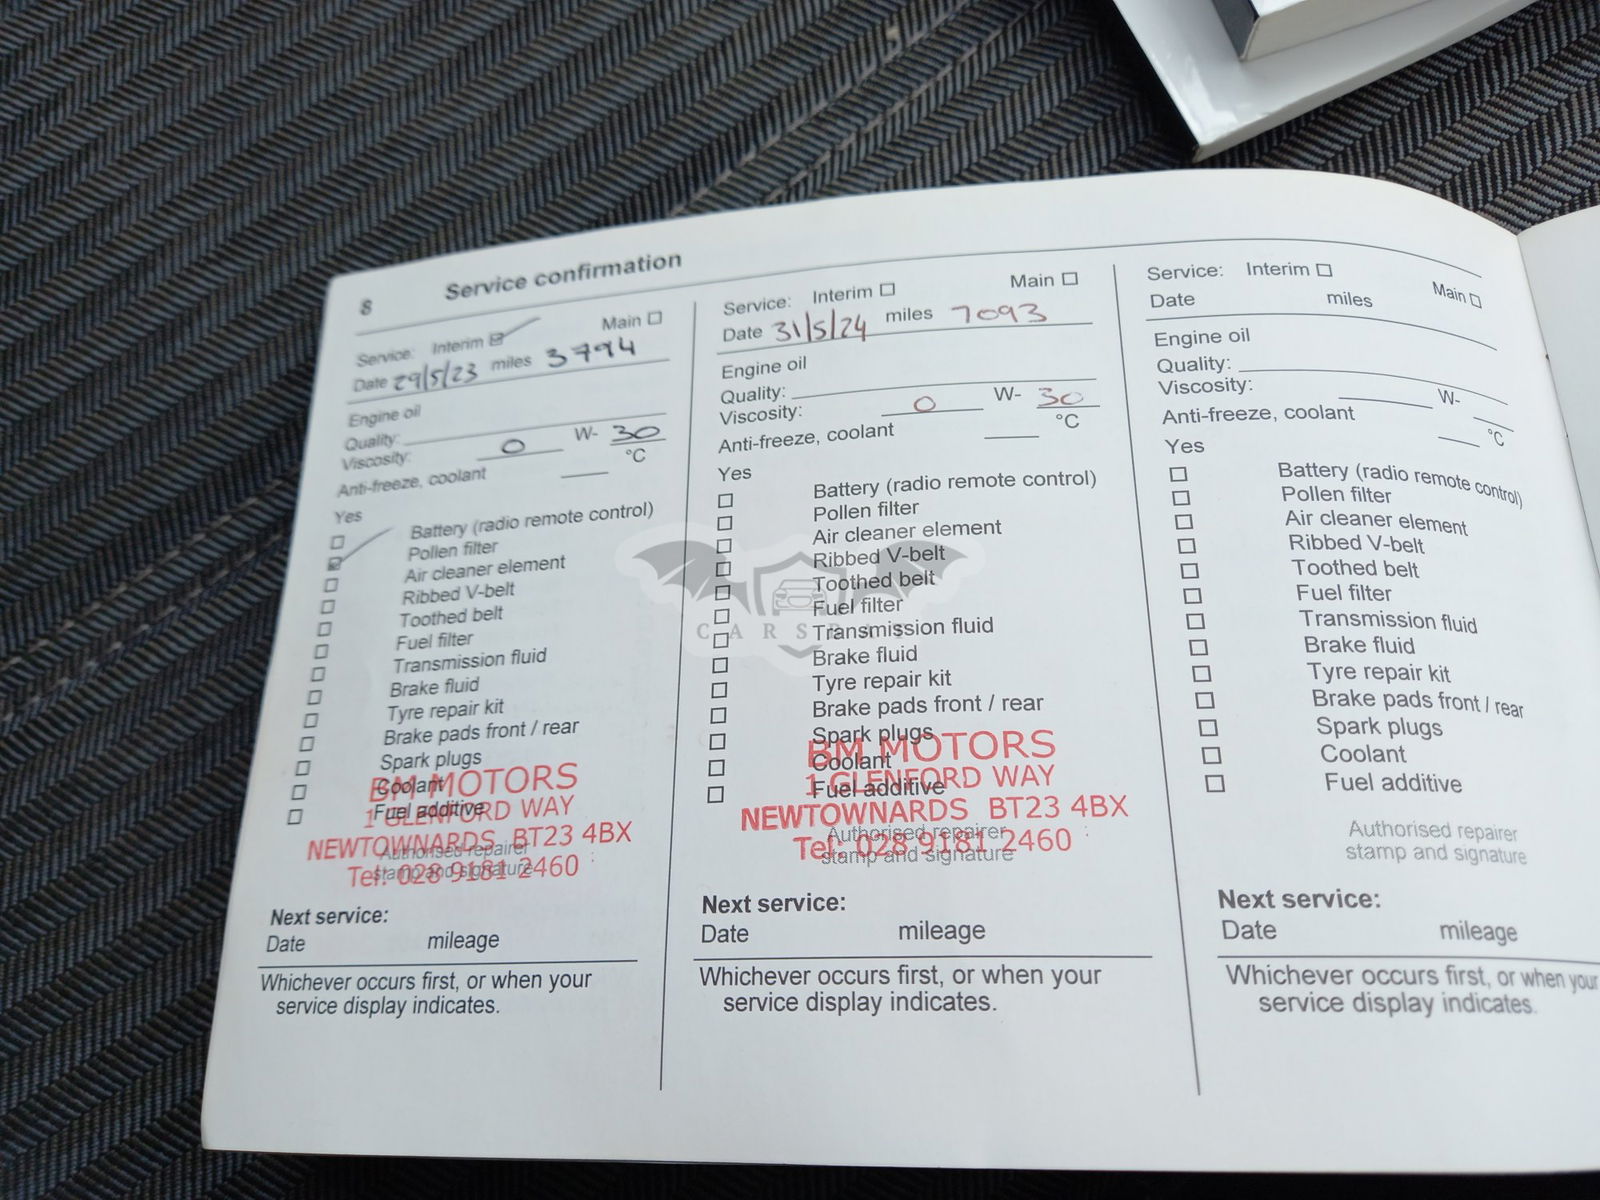 8 Service confirmation
Service: Interim Main
Date 29/5/23 miles 3794
Engine oil
Quality:
Viscosity: 0 W- 30
Anti-freeze, coolant °C
Yes
Battery (radio remote control)
Pollen filter
Air cleaner element
Ribbed V-belt
Toothed belt
Fuel filter
Transmission fluid
Brake fluid
Tyre repair kit
Brake pads front / rear
Spark plugs
Coolant
Fuel additive
BM MOTORS
1 GLENFORD WAY
NEWTOWNARDS BT23 4BX
Tel: 028 9181 2460
Authorised repairer
stamp and signature
Next service:
Date mileage
Whichever occurs first, or when your
service display indicates.
Service: Interim Main
Date 31/5/24 miles 7093
Engine oil
Quality:
Viscosity: 0 W- 30
Anti-freeze, coolant °C
Yes
Battery (radio remote control)
Pollen filter
Air cleaner element
Ribbed V-belt
Toothed belt
Fuel filter
Transmission fluid
Brake fluid
Tyre repair kit
Brake pads front / rear
Spark plugs
Coolant
Fuel additive
BM MOTORS
1 GLENFORD WAY
NEWTOWNARDS BT23 4BX
Tel: 028 9181 2460
Authorised repairer
stamp and signature
Next service:
Date mileage
Whichever occurs first, or when your
service display indicates.
Service: Interim Main
Date miles
Engine oil
Quality:
Viscosity: W-
Anti-freeze, coolant °C
Yes
Battery (radio remote control)
Pollen filter
Air cleaner element
Ribbed V-belt
Toothed belt
Fuel filter
Transmission fluid
Brake fluid
Tyre repair kit
Brake pads front / rear
Spark plugs
Coolant
Fuel additive
Authorised repairer
stamp and signature
Next service:
Date mileage
Whichever occurs first, or when your
service display indicates.